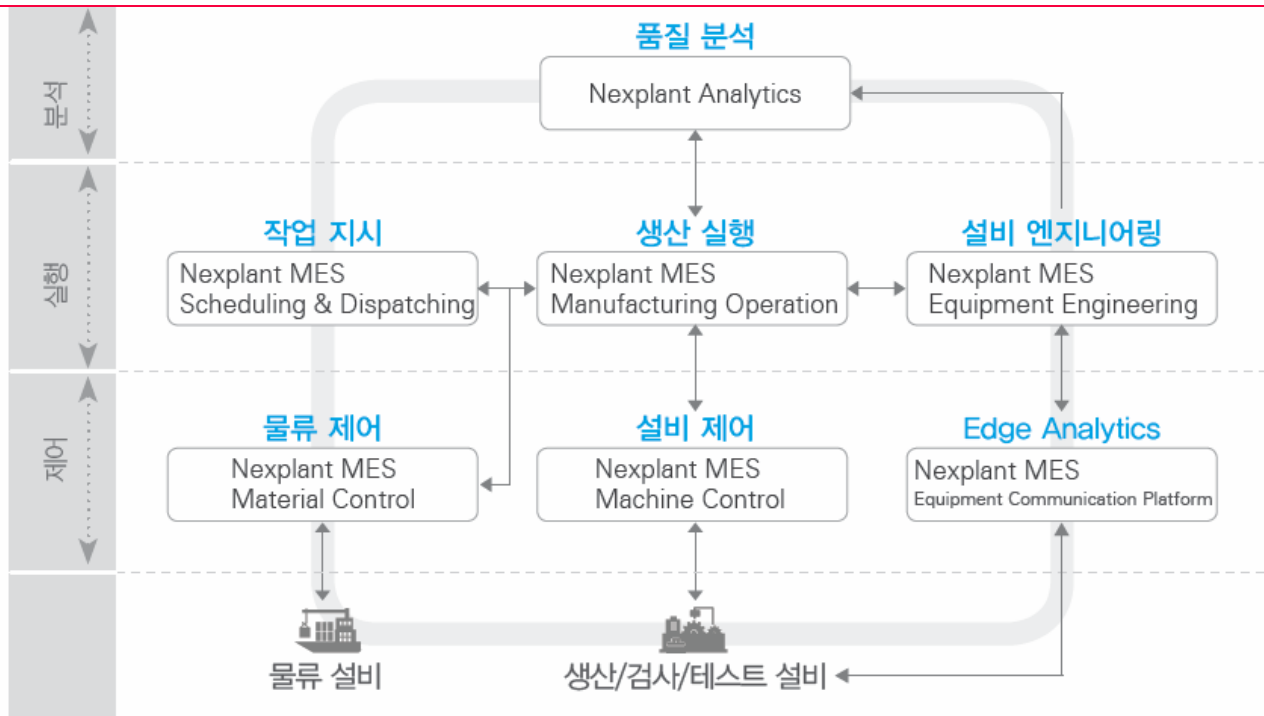 품질 분석
Nexplant Analytics
분석
작업 지시
생산 실행
설비 엔지니어링
Nexplant MES
Scheduling & Dispatching
Nexplant MES
Manufacturing Operation
Nexplant MES
Equipment Engineering
실행
물류 제어
설비 제어
Edge Analytics
Nexplant MES
Material Control
Nexplant MES
Machine Control
Nexplant MES
Equipment Communication Platform
제어
물류 설비
생산/검사/테스트 설비